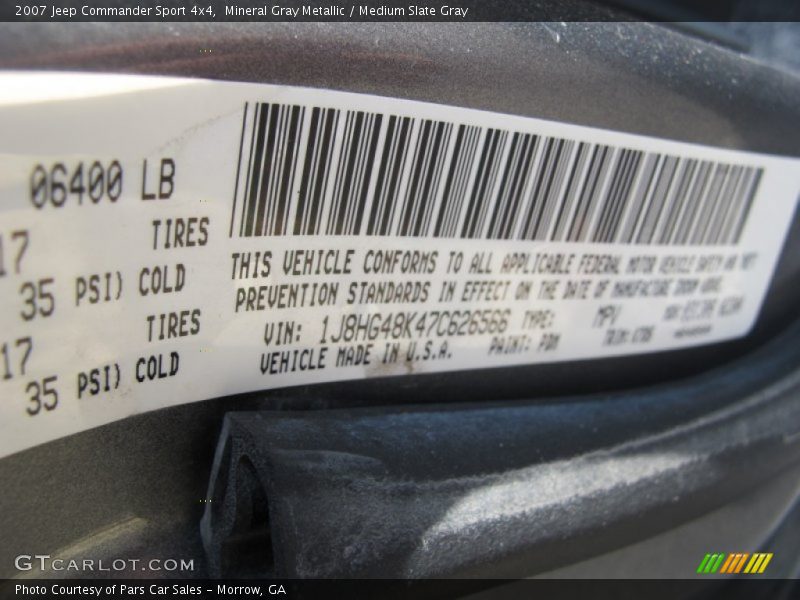 2007 Jeep Commander Sport 4x4, Mineral Gray Metallic / Medium Slate Gray
06400 LB
17 TIRES
35 PSI) COLD
17 TIRES
35 PSI) COLD
THIS VEHICLE CONFORMS TO ALL APPLICABLE FEDERAL MOTOR VEHICLE SAFETY AND THEFT
PREVENTION STANDARDS IN EFFECT ON THE DATE OF MANUFACTURE SHOWN ABOVE.
VIN: 1J8HG48K47C626566 TYPE: MPV
VEHICLE MADE IN U.S.A. PAINT: PDM
GTCARLOT.COM
Photo Courtesy of Pars Car Sales - Morrow, GA